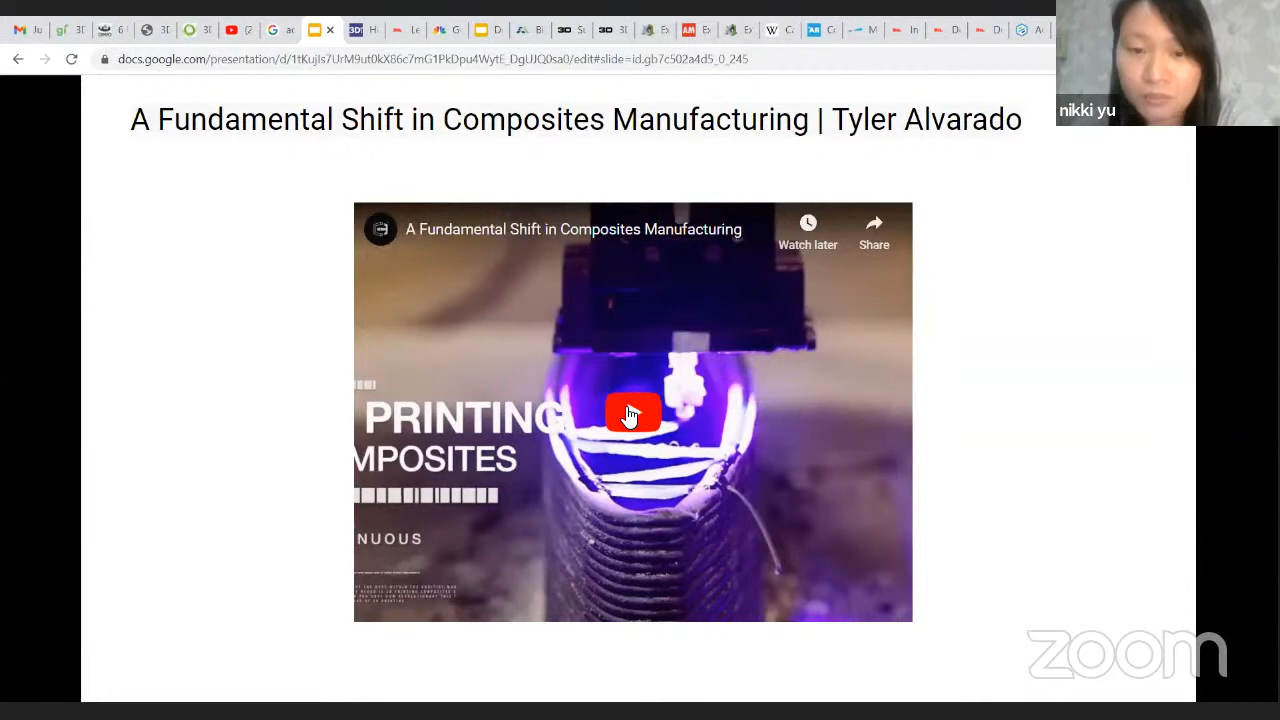 docs.google.com/presentation/d/1tKujIs7UrM9ut0kX86c7mG1PkDpu4WytE_DgUJQ0sa0/edit#slide=id.gb7c502a4d5_0_245
nikki yu
A Fundamental Shift in Composites Manufacturing | Tyler Alvarado
A Fundamental Shift in Composites Manufacturing
Watch later
Share
PRINTING
MPOSITES
NUOUS
zoom